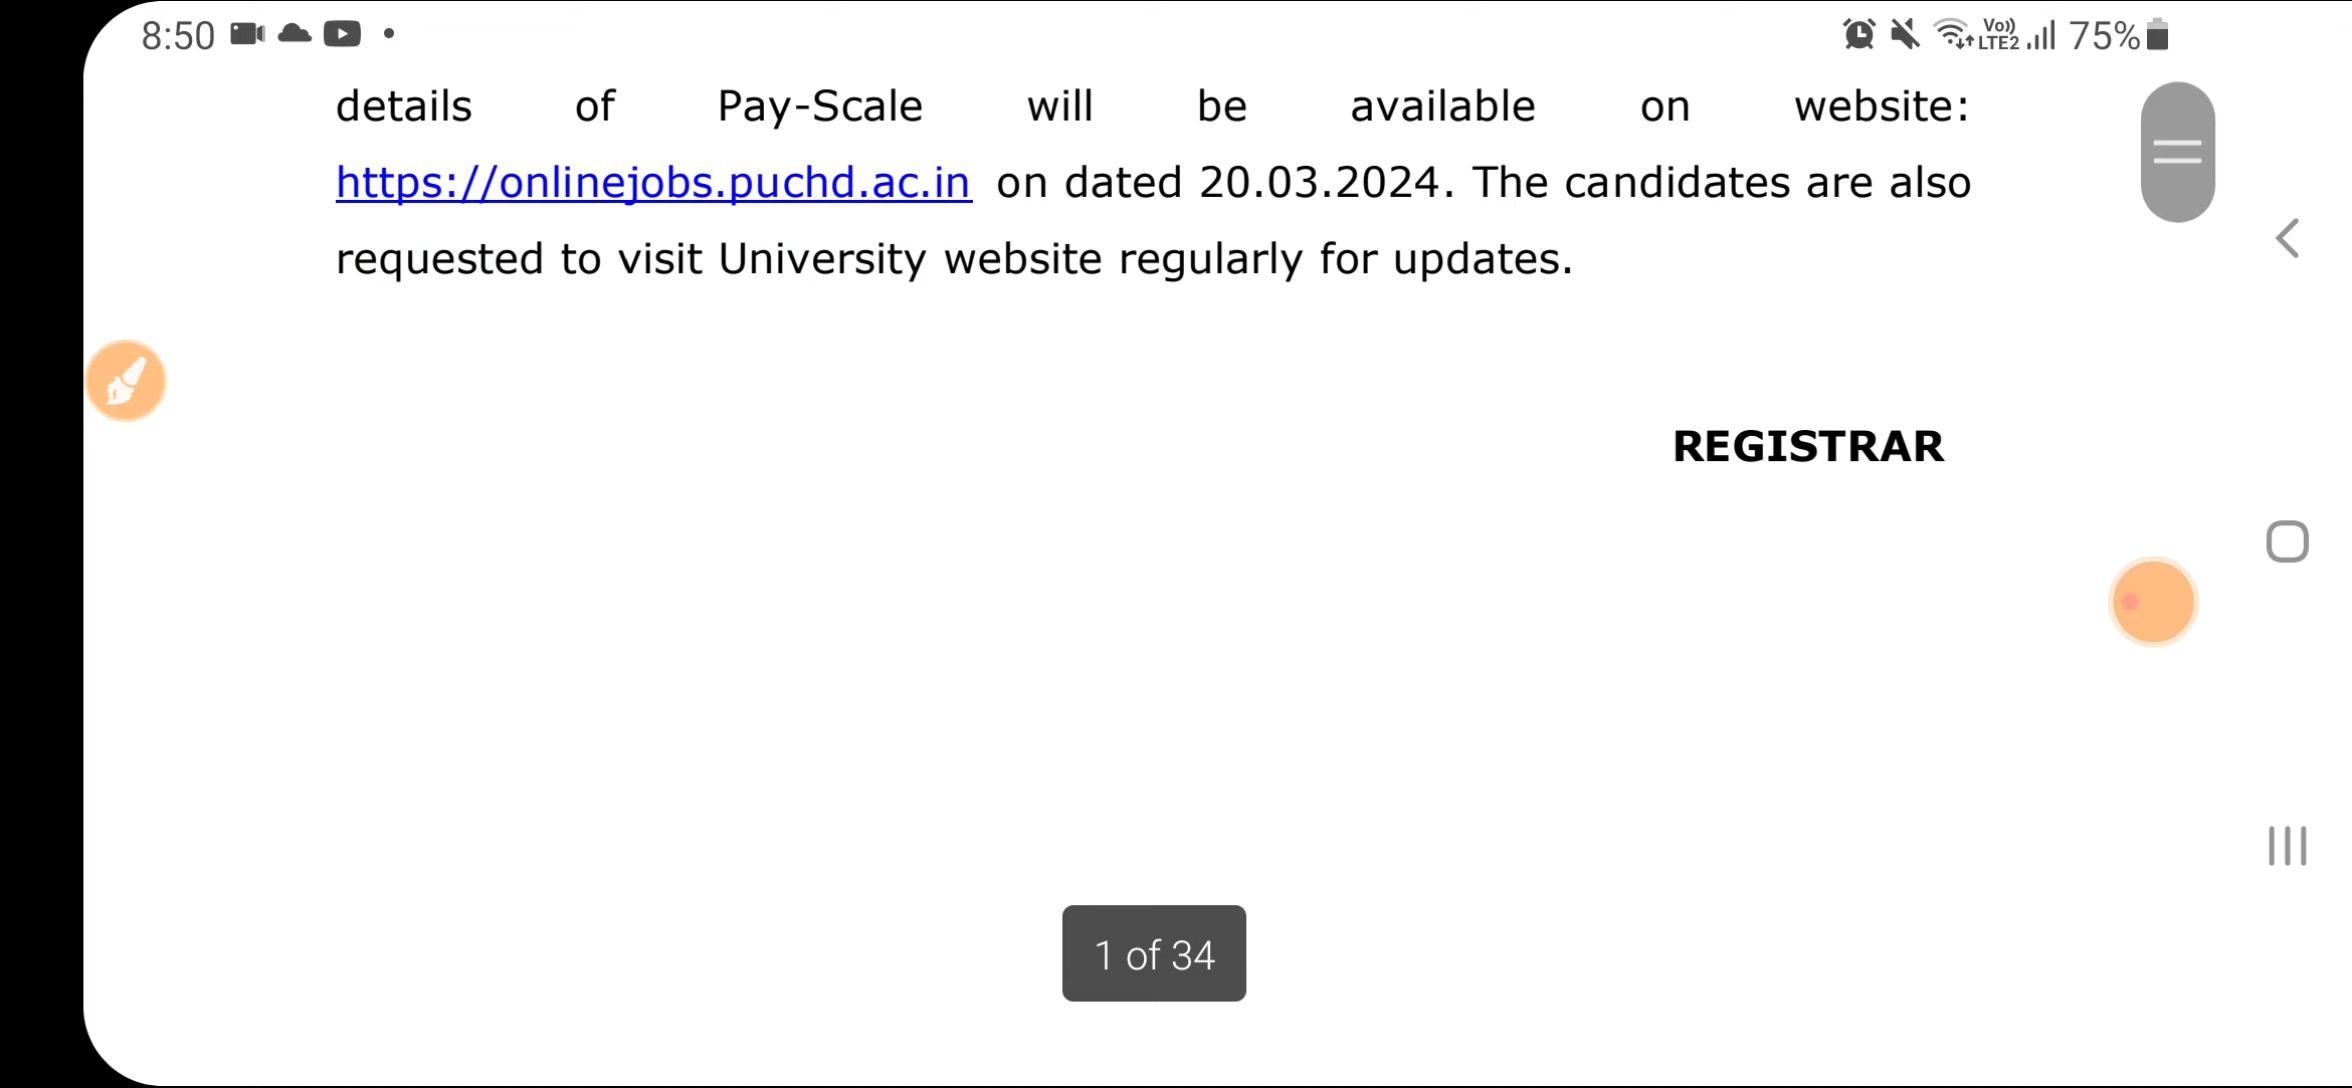 8:50
Vo)) LTE2 75%
details of Pay-Scale will be available on website:
https://onlinejobs.puchd.ac.in on dated 20.03.2024. The candidates are also
requested to visit University website regularly for updates.
REGISTRAR
1 of 34